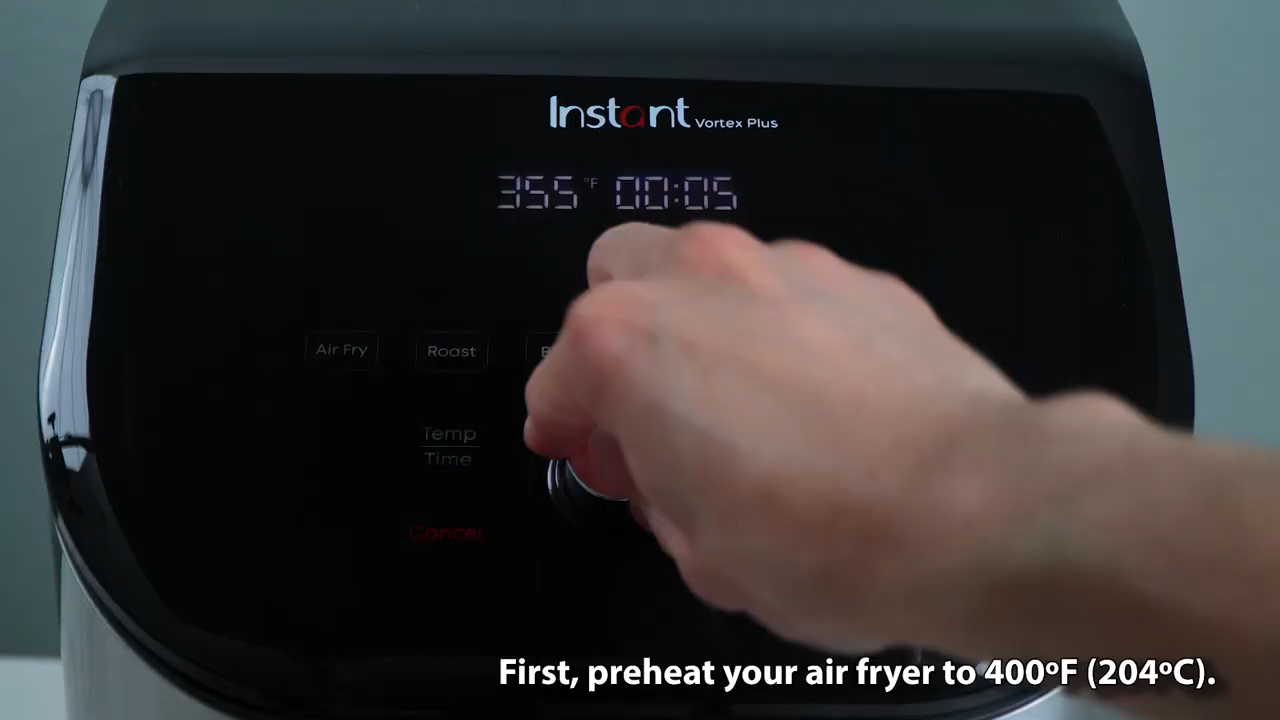 Instant Vortex Plus
355 °F 00:05
Air Fry Roast
Temp
Time
Cancel
First, preheat your air fryer to 400ºF (204ºC).